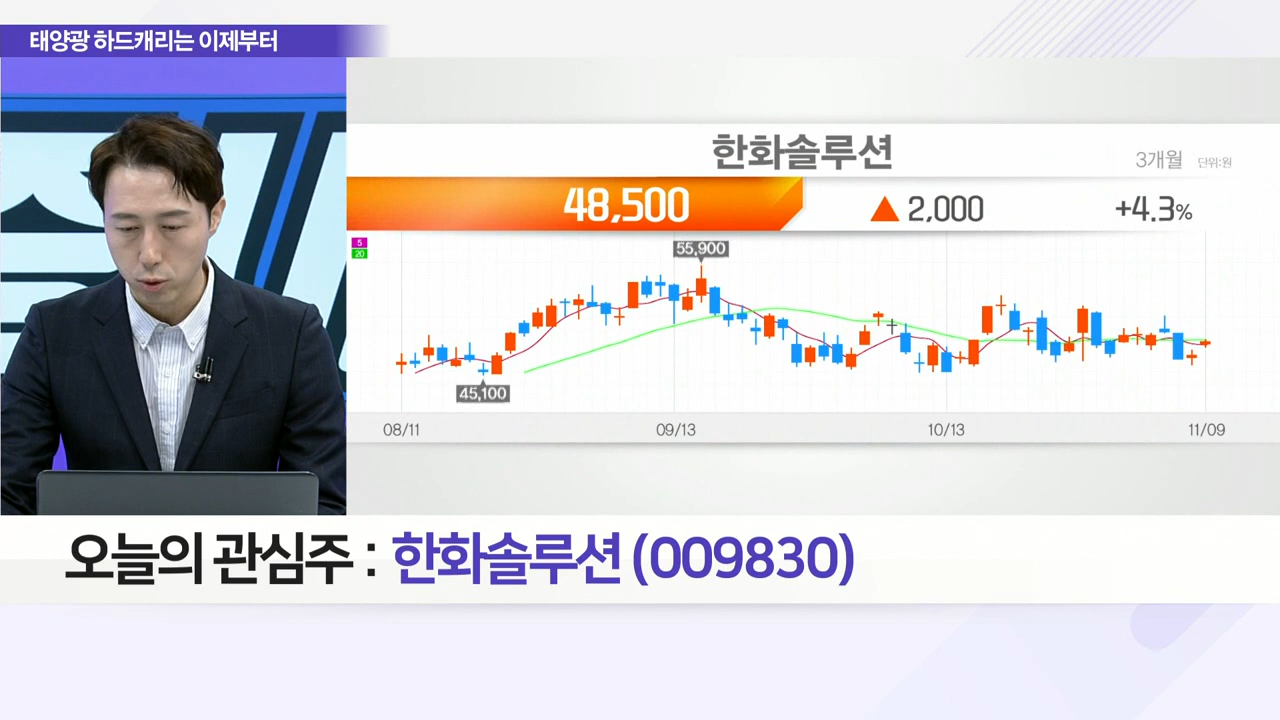 태양광 하드캐리는 이제부터
한화솔루션
3개월 단위:원
48,500 ▲ 2,000 +4.3%
5
20
55,900
45,100
08/11 09/13 10/13 11/09
오늘의 관심주 : 한화솔루션 (009830)